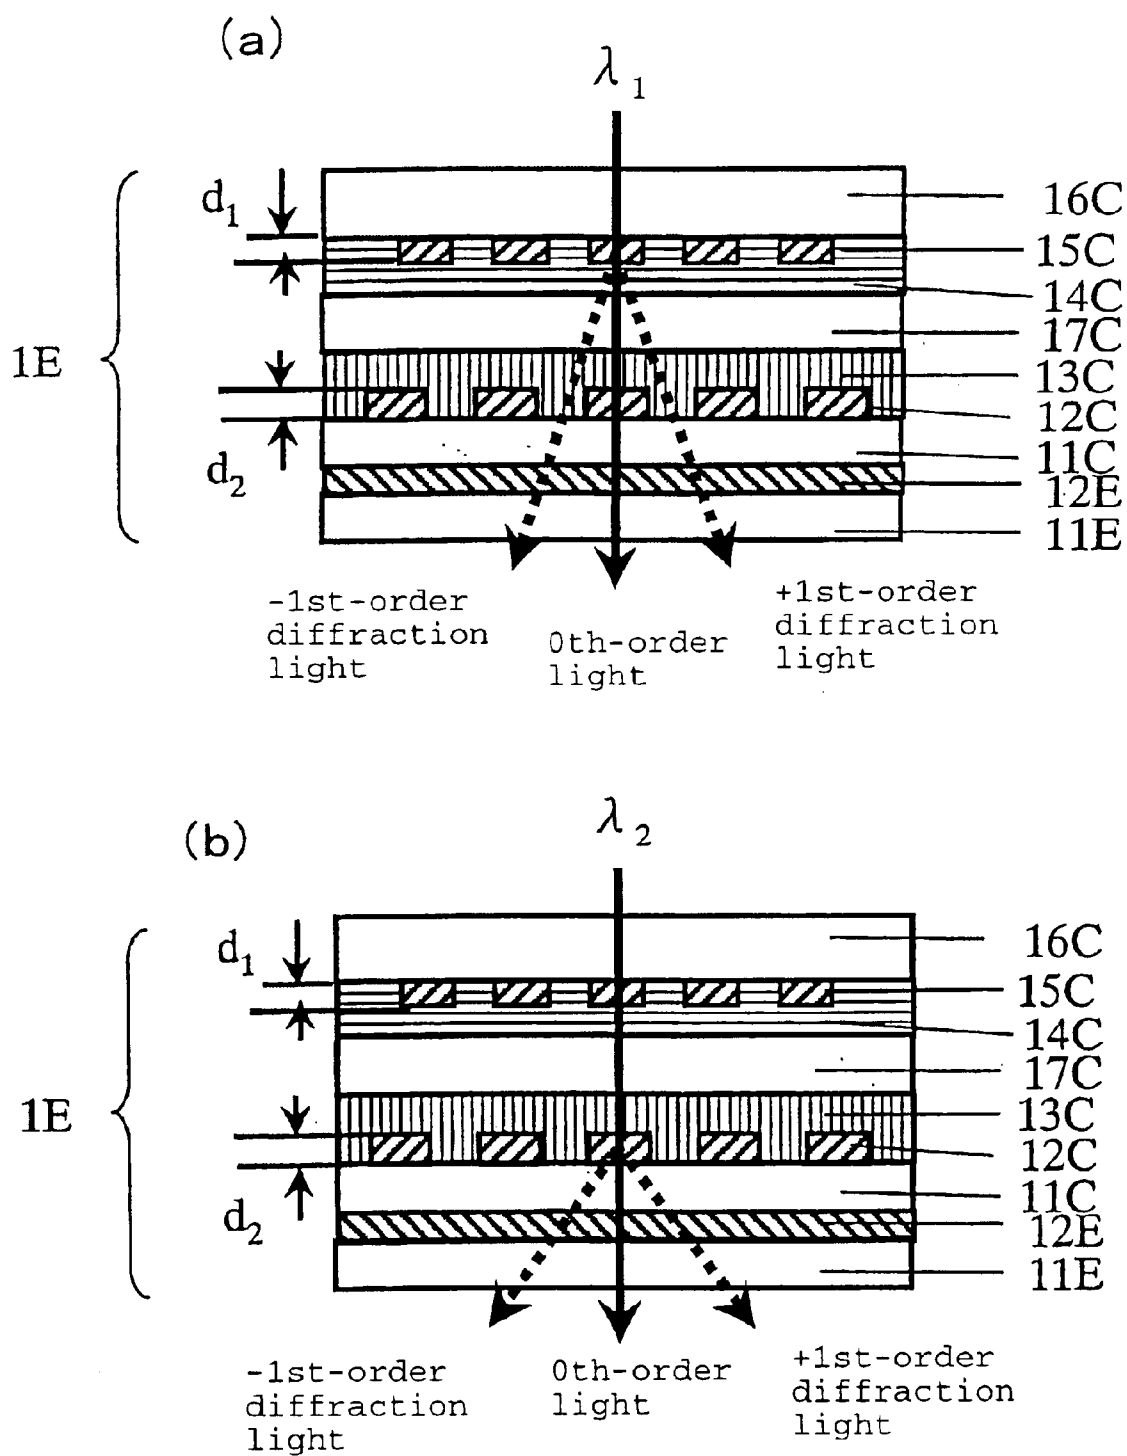 (a)
λ1
d1
16C
15C
14C
17C
1E
13C
12C
11C
d2
12E
11E
-1st-order
diffraction
light
0th-order
light
+1st-order
diffraction
light
(b)
λ2
d1
16C
15C
14C
17C
1E
13C
12C
11C
d2
12E
11E
-1st-order
diffraction
light
0th-order
light
+1st-order
diffraction
light